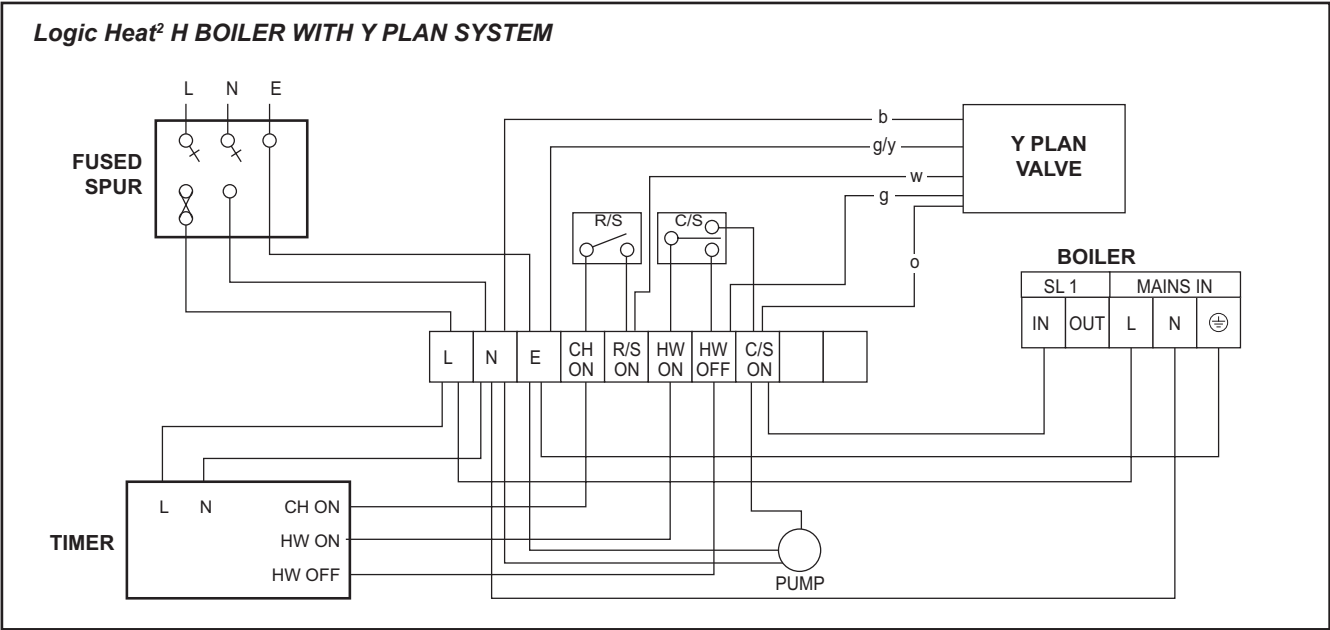 Logic Heat² H BOILER WITH Y PLAN SYSTEM
L N E
FUSED
SPUR
b
g/y
w
g
o
Y PLAN
VALVE
R/S
C/S
BOILER
SL 1 MAINS IN
IN OUT L N
L N E CH ON R/S ON HW ON HW OFF C/S ON
TIMER
L N CH ON
HW ON
HW OFF
PUMP